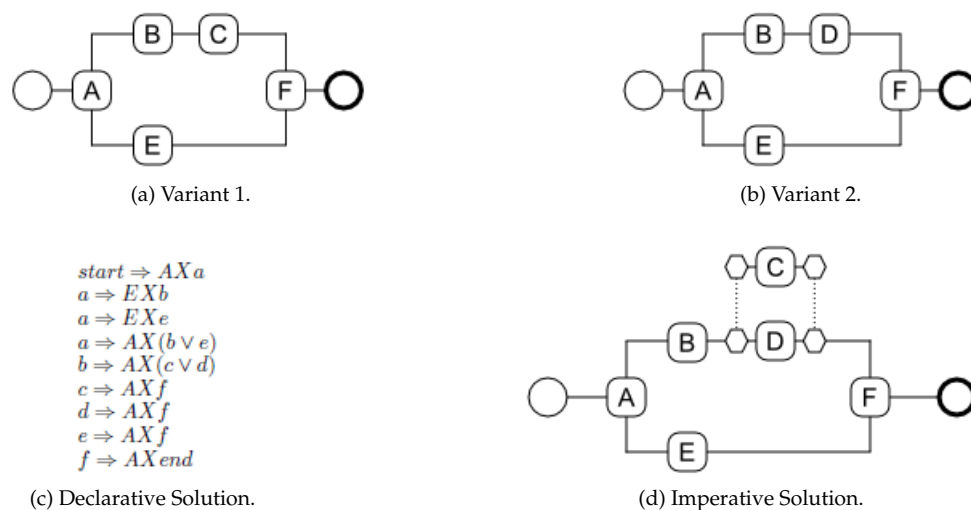 B C
A F
E
(a) Variant 1.
B D
A F
E
(b) Variant 2.
start ⇒ AXa
a ⇒ EXb
a ⇒ EXe
a ⇒ AX(b ∨ e)
b ⇒ AX(c ∨ d)
c ⇒ AXf
d ⇒ AXf
e ⇒ AXf
f ⇒ AXend
(c) Declarative Solution.
C
B D
A F
E
(d) Imperative Solution.